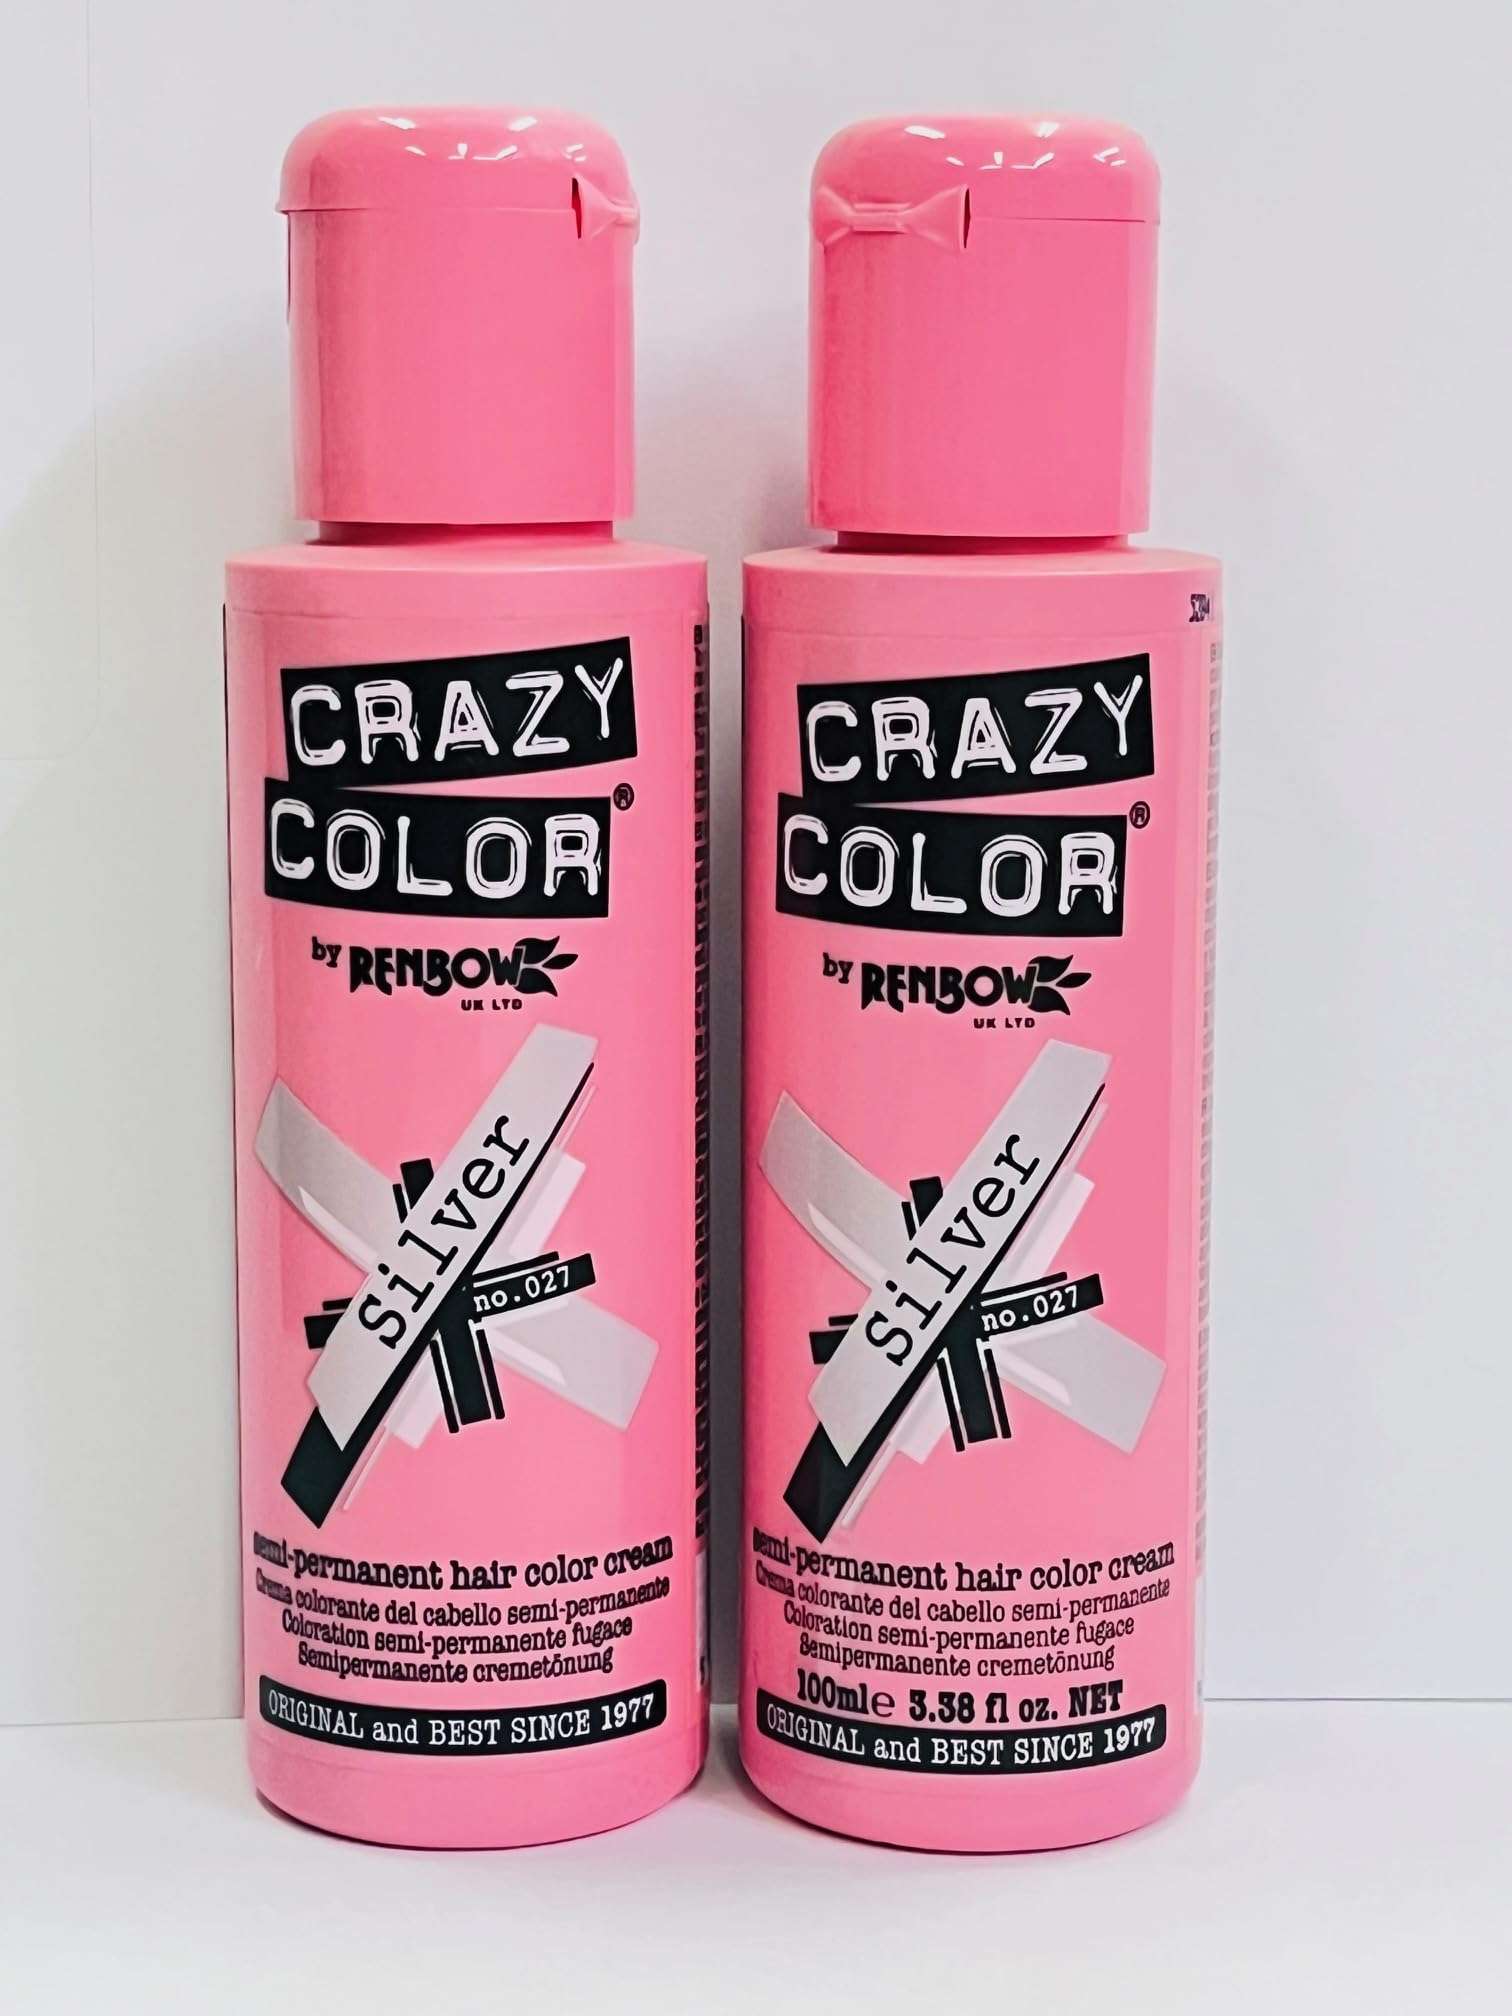 CRAZY
COLOR®
by RENBOW
UK LTD
Silver
no.027
semi-permanent hair color cream
Crema colorante del cabello semi-permanente
Coloration semi-permanente fugace
Semipermanente cremetönung
ORIGINAL and BEST SINCE 1977
CRAZY
COLOR®
by RENBOW
UK LTD
Silver
no.027
semi-permanent hair color cream
Crema colorante del cabello semi-permanente
Coloration semi-permanente fugace
Semipermanente cremetönung
100ml℮ 3.38 fl oz. NET
ORIGINAL and BEST SINCE 1977